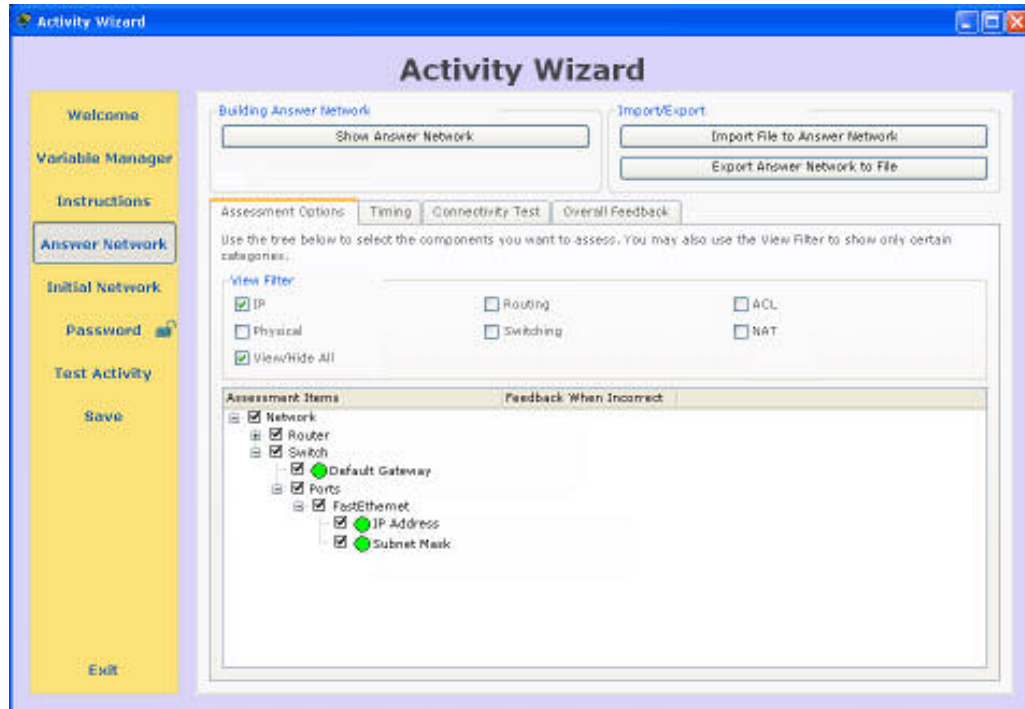 Activity Wizard
Activity Wizard
Welcome
Variable Manager
Instructions
Answer Network
Initial Network
Password
Test Activity
Save
Exit
Building Answer Network
Show Answer Network
Import/Export
Import File to Answer Network
Export Answer Network to File
Assessment Options
Timing
Connectivity Test
Overall Feedback
Use the tree below to select the components you want to assess. You may also use the View Filter to show only certain
categories.
View Filter
IP
Routing
ACL
Physical
Switching
NAT
View/Hide All
Assessment Items
Feedback When Incorrect
Network
Router
Switch
Default Gateway
Ports
FastEthernet
IP Address
Subnet Mask